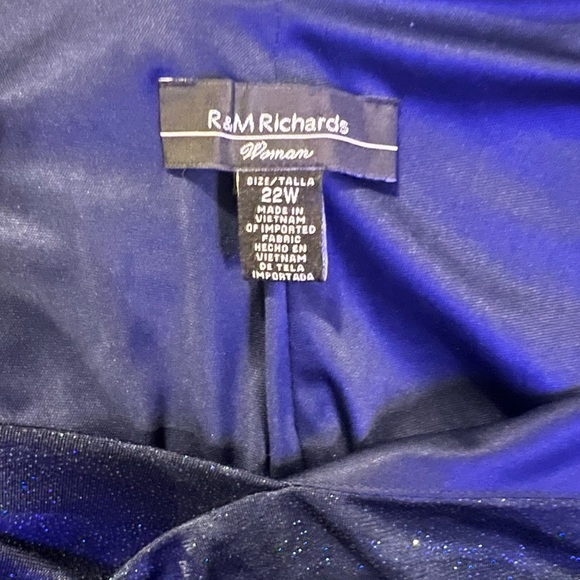 R&M Richards
Woman
SIZE/TALLA
22W
MADE IN
VIETNAM
OF IMPORTED
FABRIC
HECHO EN
VIETNAM
DE TELA
IMPORTADA